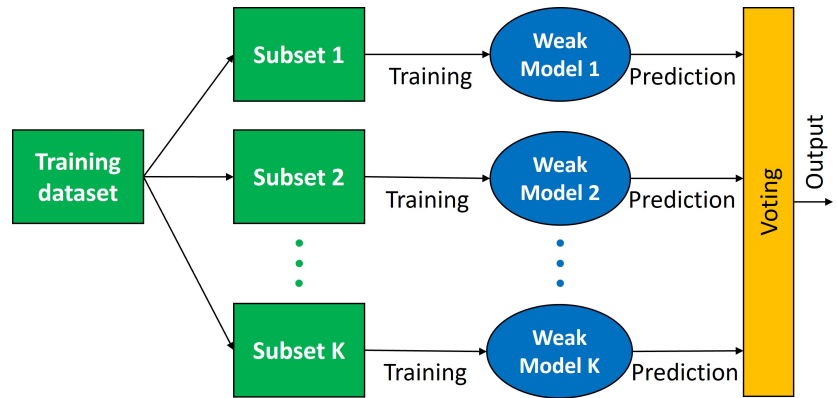 Training
dataset
Subset 1
Training
Weak
Model 1
Prediction
Subset 2
Training
Weak
Model 2
Prediction
Subset K
Training
Weak
Model K
Prediction
Voting
Output